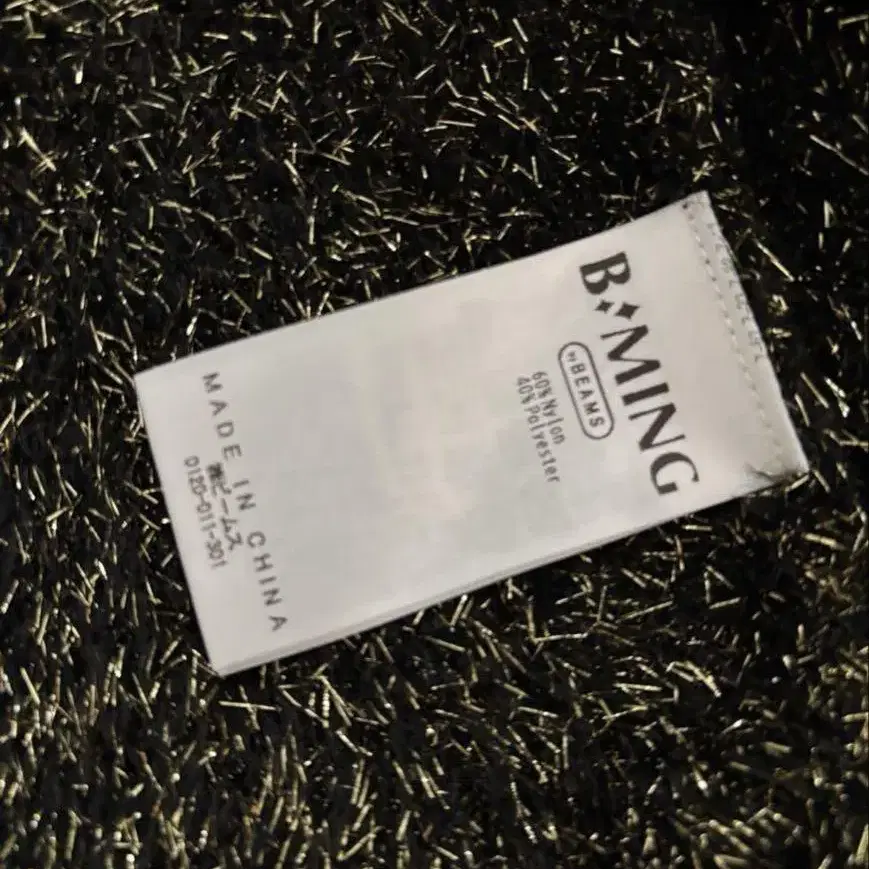 B✦MING
by BEAMS
60% Nylon
40% Polyester
MADE IN CHINA
㈱ビームス
0120-011-301